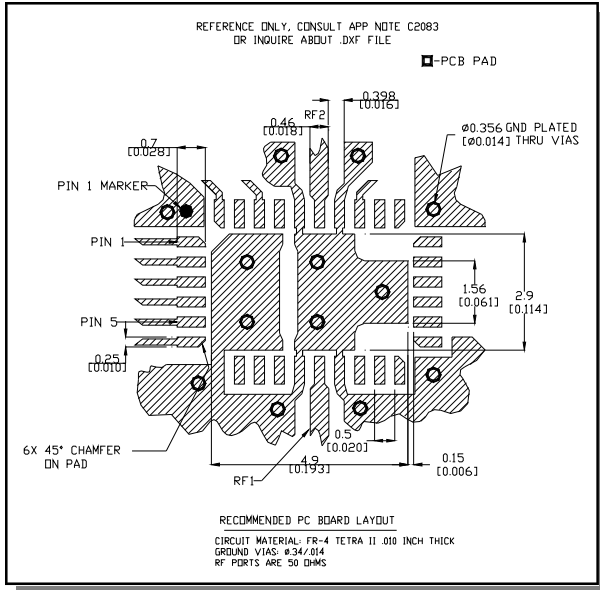 REFERENCE ONLY, CONSULT APP NOTE C2083
OR INQUIRE ABOUT .DXF FILE
-PCB PAD
0.398
[0.016]
RF2
0.46
[0.018]
Ø0.356 GND PLATED
[Ø0.014] THRU VIAS
0.7
[0.028]
PIN 1 MARKER
PIN 1
1.56
[0.061]
2.9
[0.114]
PIN 5
0.25
[0.010]
0.5
[0.020]
6X 45° CHAMFER
ON PAD
4.9
[0.193]
0.15
[0.006]
RF1
RECOMMENDED PC BOARD LAYOUT
CIRCUIT MATERIAL: FR-4 TETRA II .010 INCH THICK
GROUND VIAS: Ø.34/.014
RF PORTS ARE 50 OHMS